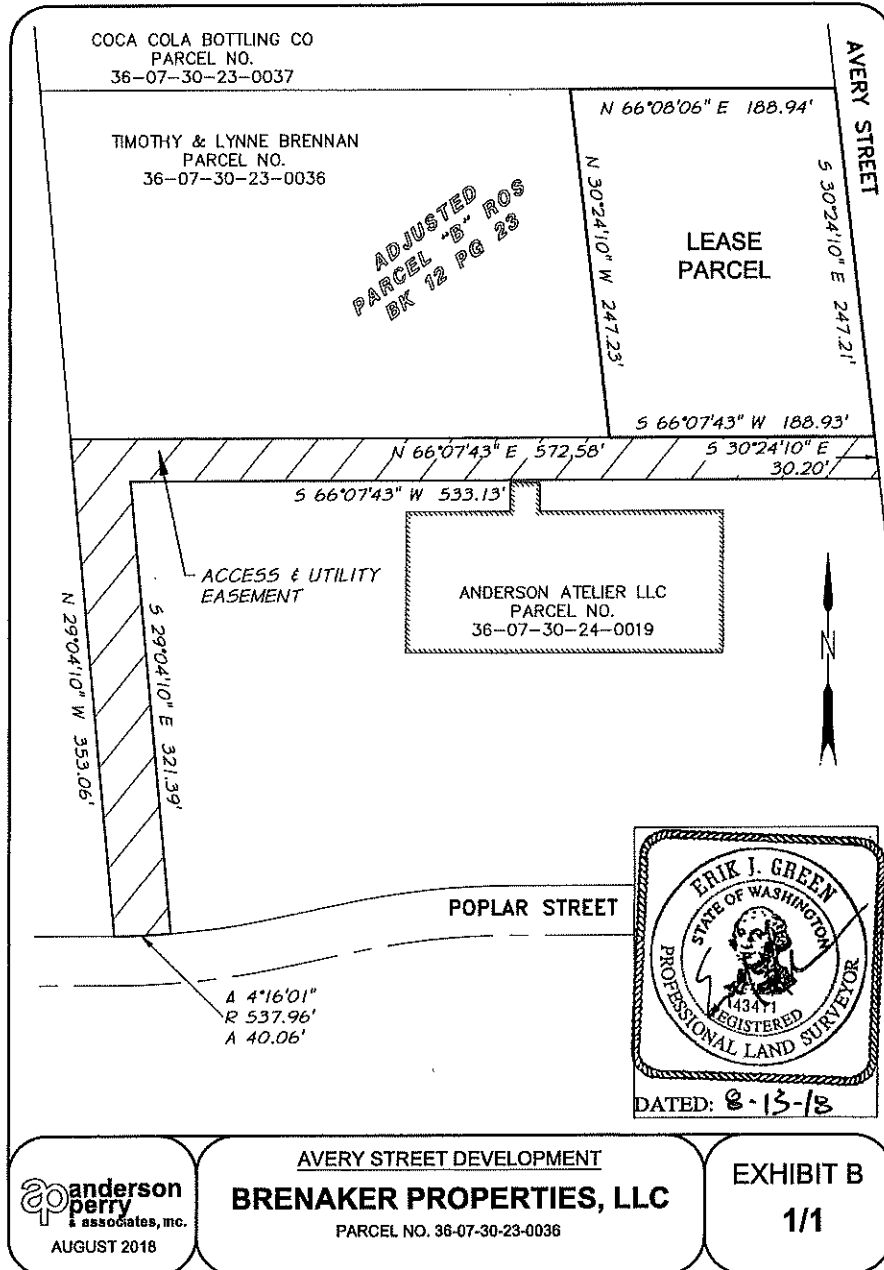 COCA COLA BOTTLING CO
PARCEL NO.
36-07-30-23-0037
AVERY STREET
TIMOTHY & LYNNE BRENNAN
PARCEL NO.
36-07-30-23-0036
ADJUSTED
PARCEL "B" ROS
BK 12 PG 23
N 66°08'06" E 188.94'
N 30°24'10" W 247.23'
LEASE
PARCEL
S 30°24'10" E 247.21'
S 66°07'43" W 188.93'
N 66°07'43" E 572.58'
S 30°24'10" E
30.20'
S 66°07'43" W 533.13'
ACCESS & UTILITY
EASEMENT
ANDERSON ATELIER LLC
PARCEL NO.
36-07-30-24-0019
N 29°04'10" W 353.06'
S 29°04'10" E 321.39'
N
POPLAR STREET
Δ 4°16'01"
R 537.96'
A 40.06'
ERIK J. GREEN
STATE OF WASHINGTON
43471
REGISTERED
PROFESSIONAL LAND SURVEYOR
DATED: 8-13-18
ap anderson
perry
& associates, inc.
AUGUST 2018
AVERY STREET DEVELOPMENT
BRENAKER PROPERTIES, LLC
PARCEL NO. 36-07-30-23-0036
EXHIBIT B
1/1